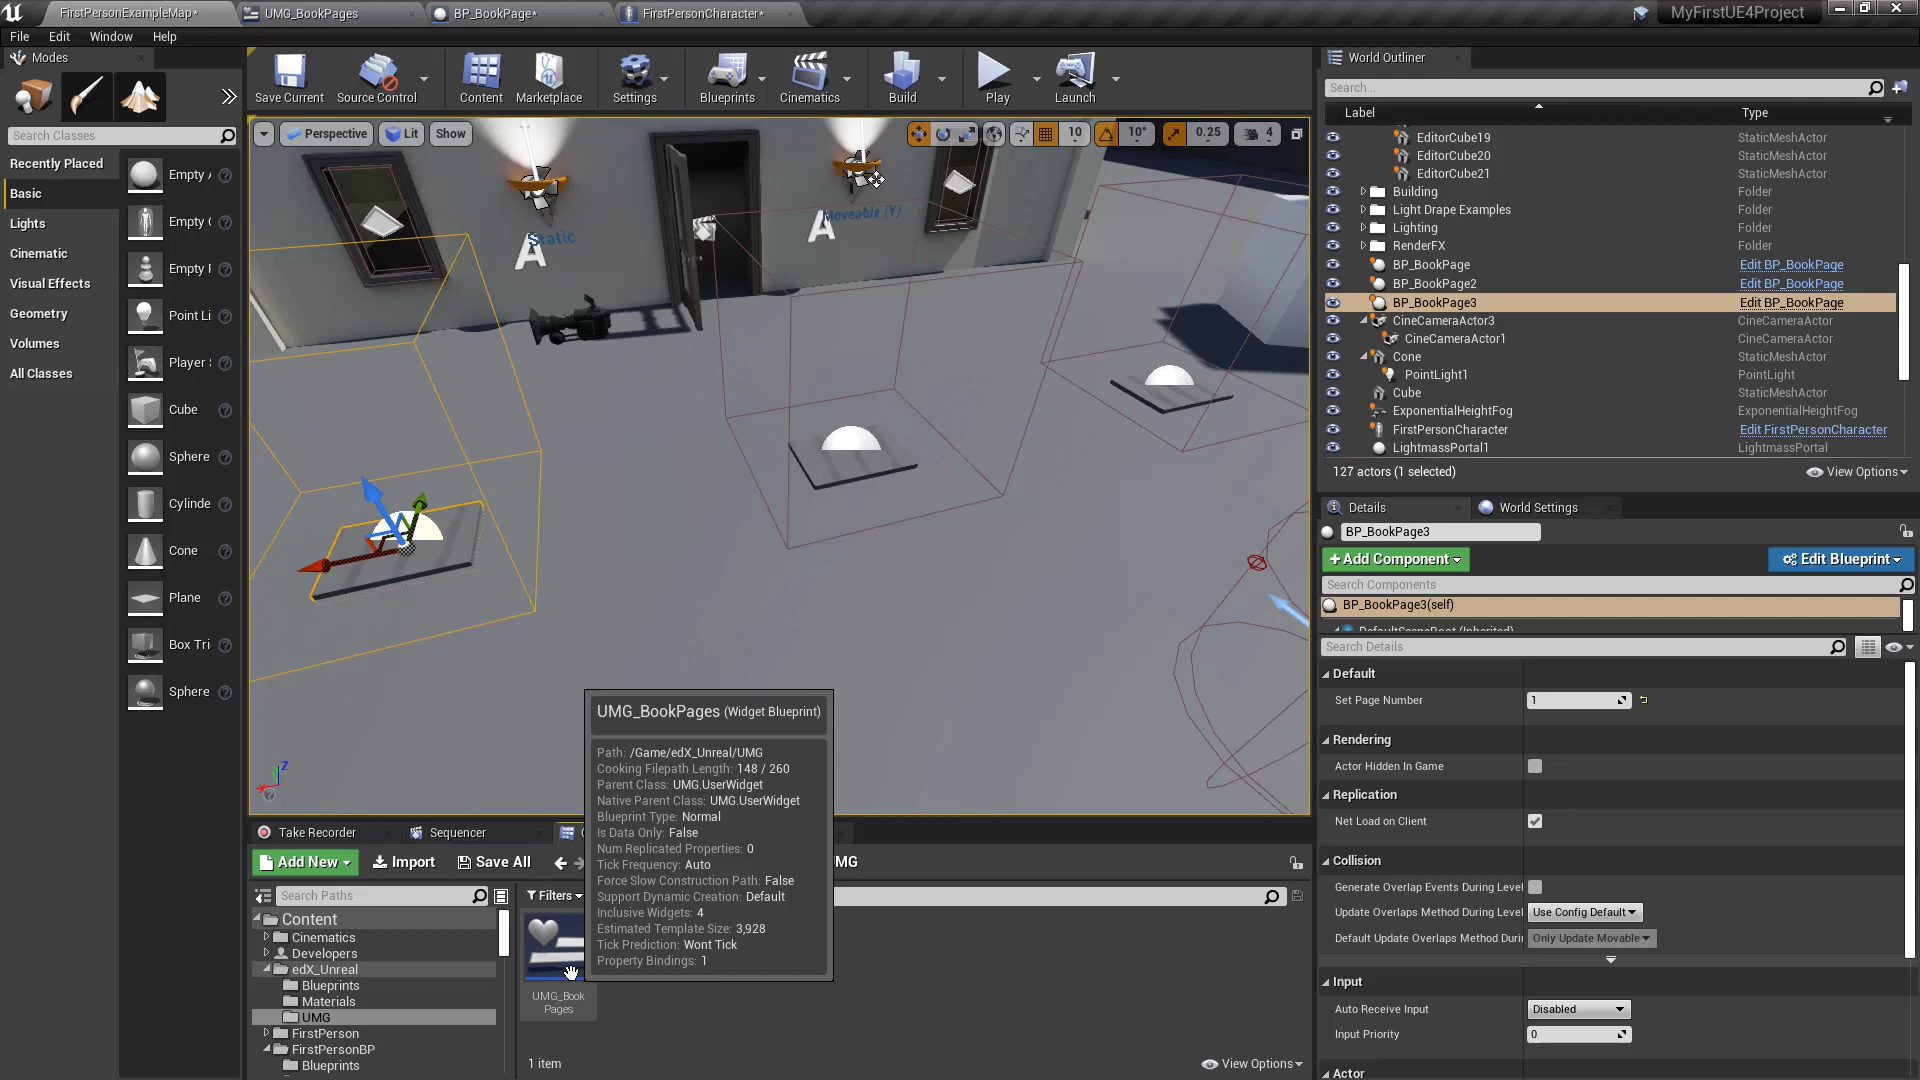 FirstPersonExampleMap*
UMG_BookPages
BP_BookPage*
FirstPersonCharacter*
MyFirstUE4Project
File Edit Window Help
Modes
Search Classes
Recently Placed
Basic
Lights
Cinematic
Visual Effects
Geometry
Volumes
All Classes
Empty A
Empty C
Empty P
Point Li
Player S
Cube
Sphere
Cylinde
Cone
Plane
Box Tri
Sphere
Save Current
Source Control
Content
Marketplace
Settings
Blueprints
Cinematics
Build
Play
Launch
Perspective
Lit
Show
10
10°
0.25
4
Static
Moveable (Y)
A
A
Z
X
World Outliner
Search...
Label Type
EditorCube19 StaticMeshActor
EditorCube20 StaticMeshActor
EditorCube21 StaticMeshActor
Building Folder
Light Drape Examples Folder
Lighting Folder
RenderFX Folder
BP_BookPage Edit BP_BookPage
BP_BookPage2 Edit BP_BookPage
BP_BookPage3 Edit BP_BookPage
CineCameraActor3 CineCameraActor
CineCameraActor1 CineCameraActor
Cone StaticMeshActor
PointLight1 PointLight
Cube StaticMeshActor
ExponentialHeightFog ExponentialHeightFog
FirstPersonCharacter Edit FirstPersonCharacter
LightmassPortal1 LightmassPortal
127 actors (1 selected)
View Options
Details
World Settings
BP_BookPage3
+Add Component
Edit Blueprint
Search Components
BP_BookPage3(self)
DefaultSceneRoot (Inherited)
Search Details
Default
Set Page Number 1
Rendering
Actor Hidden In Game
Replication
Net Load on Client
Collision
Generate Overlap Events During Level
Update Overlaps Method During Level Use Config Default
Default Update Overlaps Method Duri Only Update Movable
Input
Auto Receive Input Disabled
Input Priority 0
Actor
UMG_BookPages (Widget Blueprint)
Path: /Game/edX_Unreal/UMG
Cooking Filepath Length: 148 / 260
Parent Class: UMG.UserWidget
Native Parent Class: UMG.UserWidget
Blueprint Type: Normal
Is Data Only: False
Num Replicated Properties: 0
Tick Frequency: Auto
Force Slow Construction Path: False
Support Dynamic Creation: Default
Inclusive Widgets: 4
Estimated Template Size: 3,928
Tick Prediction: Wont Tick
Property Bindings: 1
Take Recorder
Sequencer
Add New
Import
Save All
MG
Search Paths
Filters
Content
Cinematics
Developers
edX_Unreal
Blueprints
Materials
UMG
FirstPerson
FirstPersonBP
Blueprints
UMG_Book
Pages
1 item
View Options